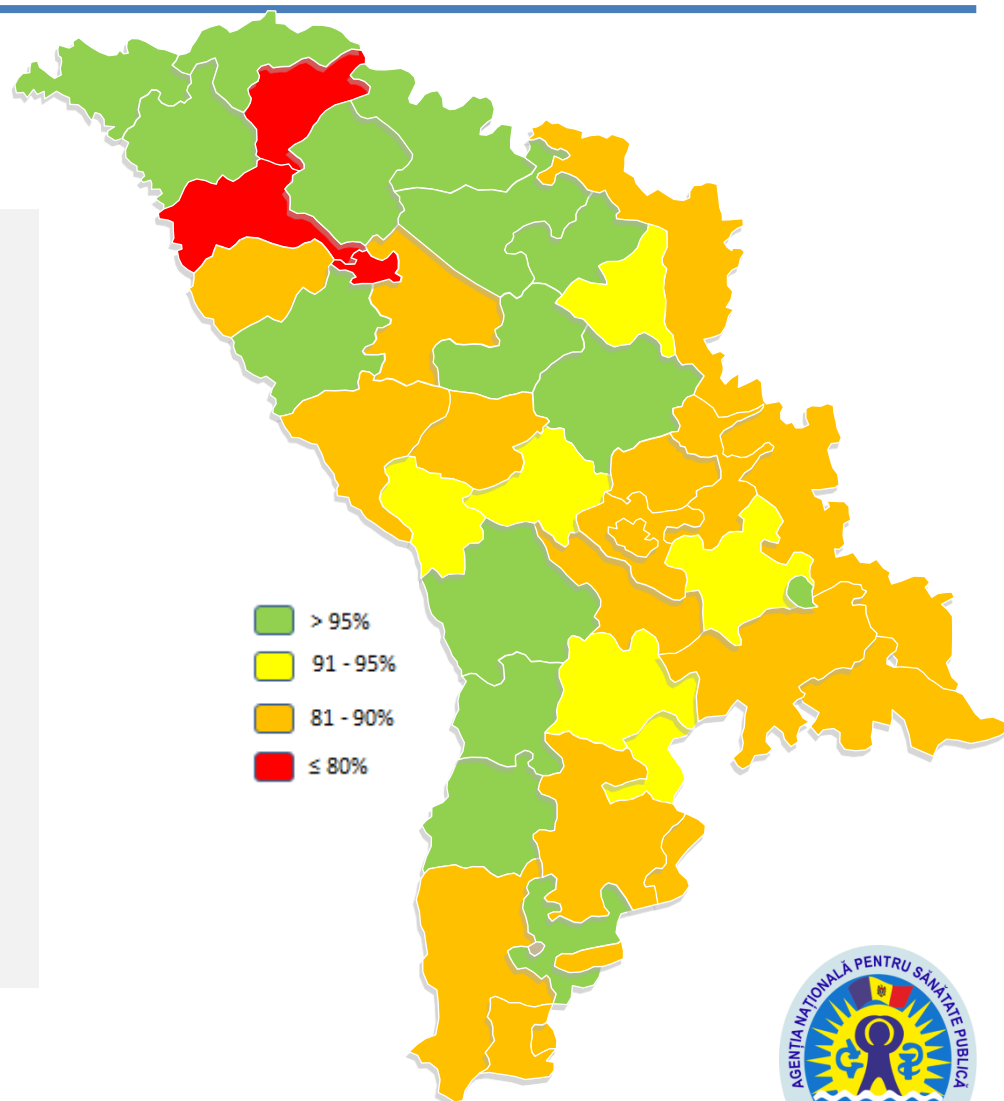 > 95%
91 - 95%
81 - 90%
≤ 80%
AGENȚIA NAȚIONALĂ PENTRU SĂNĂTATE PUBLICĂ